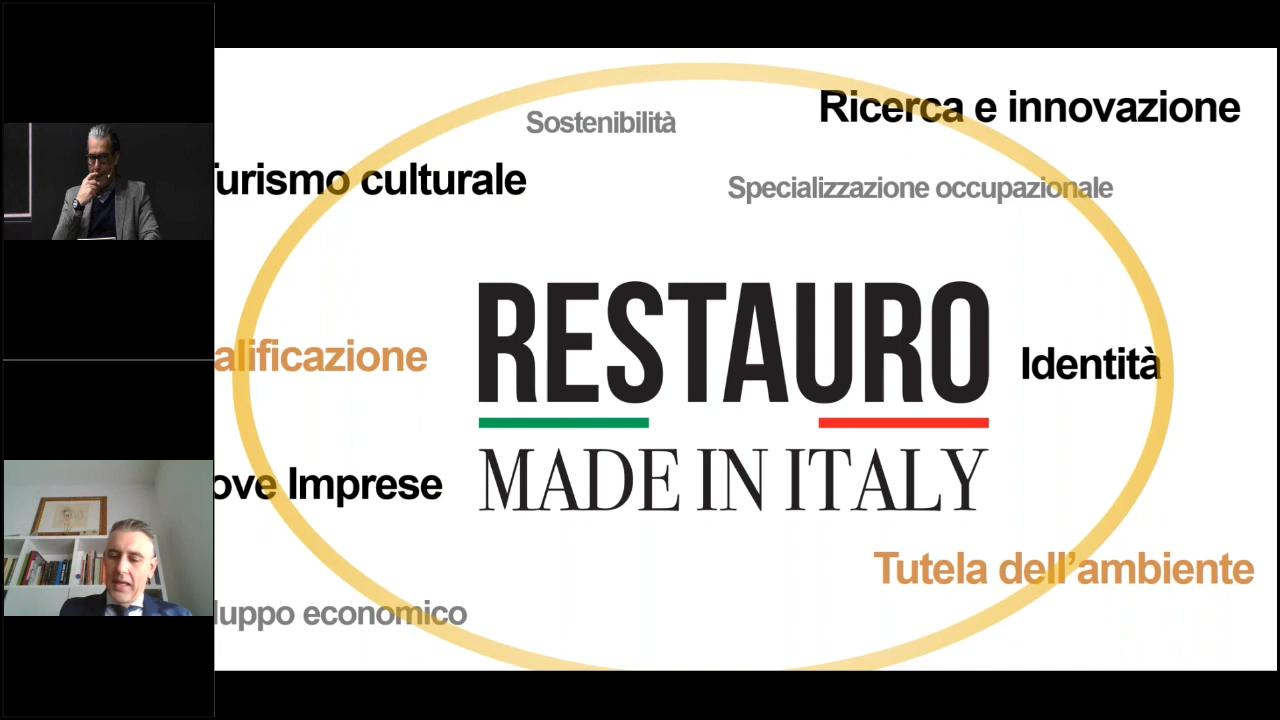 Sostenibilità
Ricerca e innovazione
Turismo culturale
Specializzazione occupazionale
RESTAURO
MADE IN ITALY
alificazione
Identità
ove Imprese
Tutela dell'ambiente
luppo economico